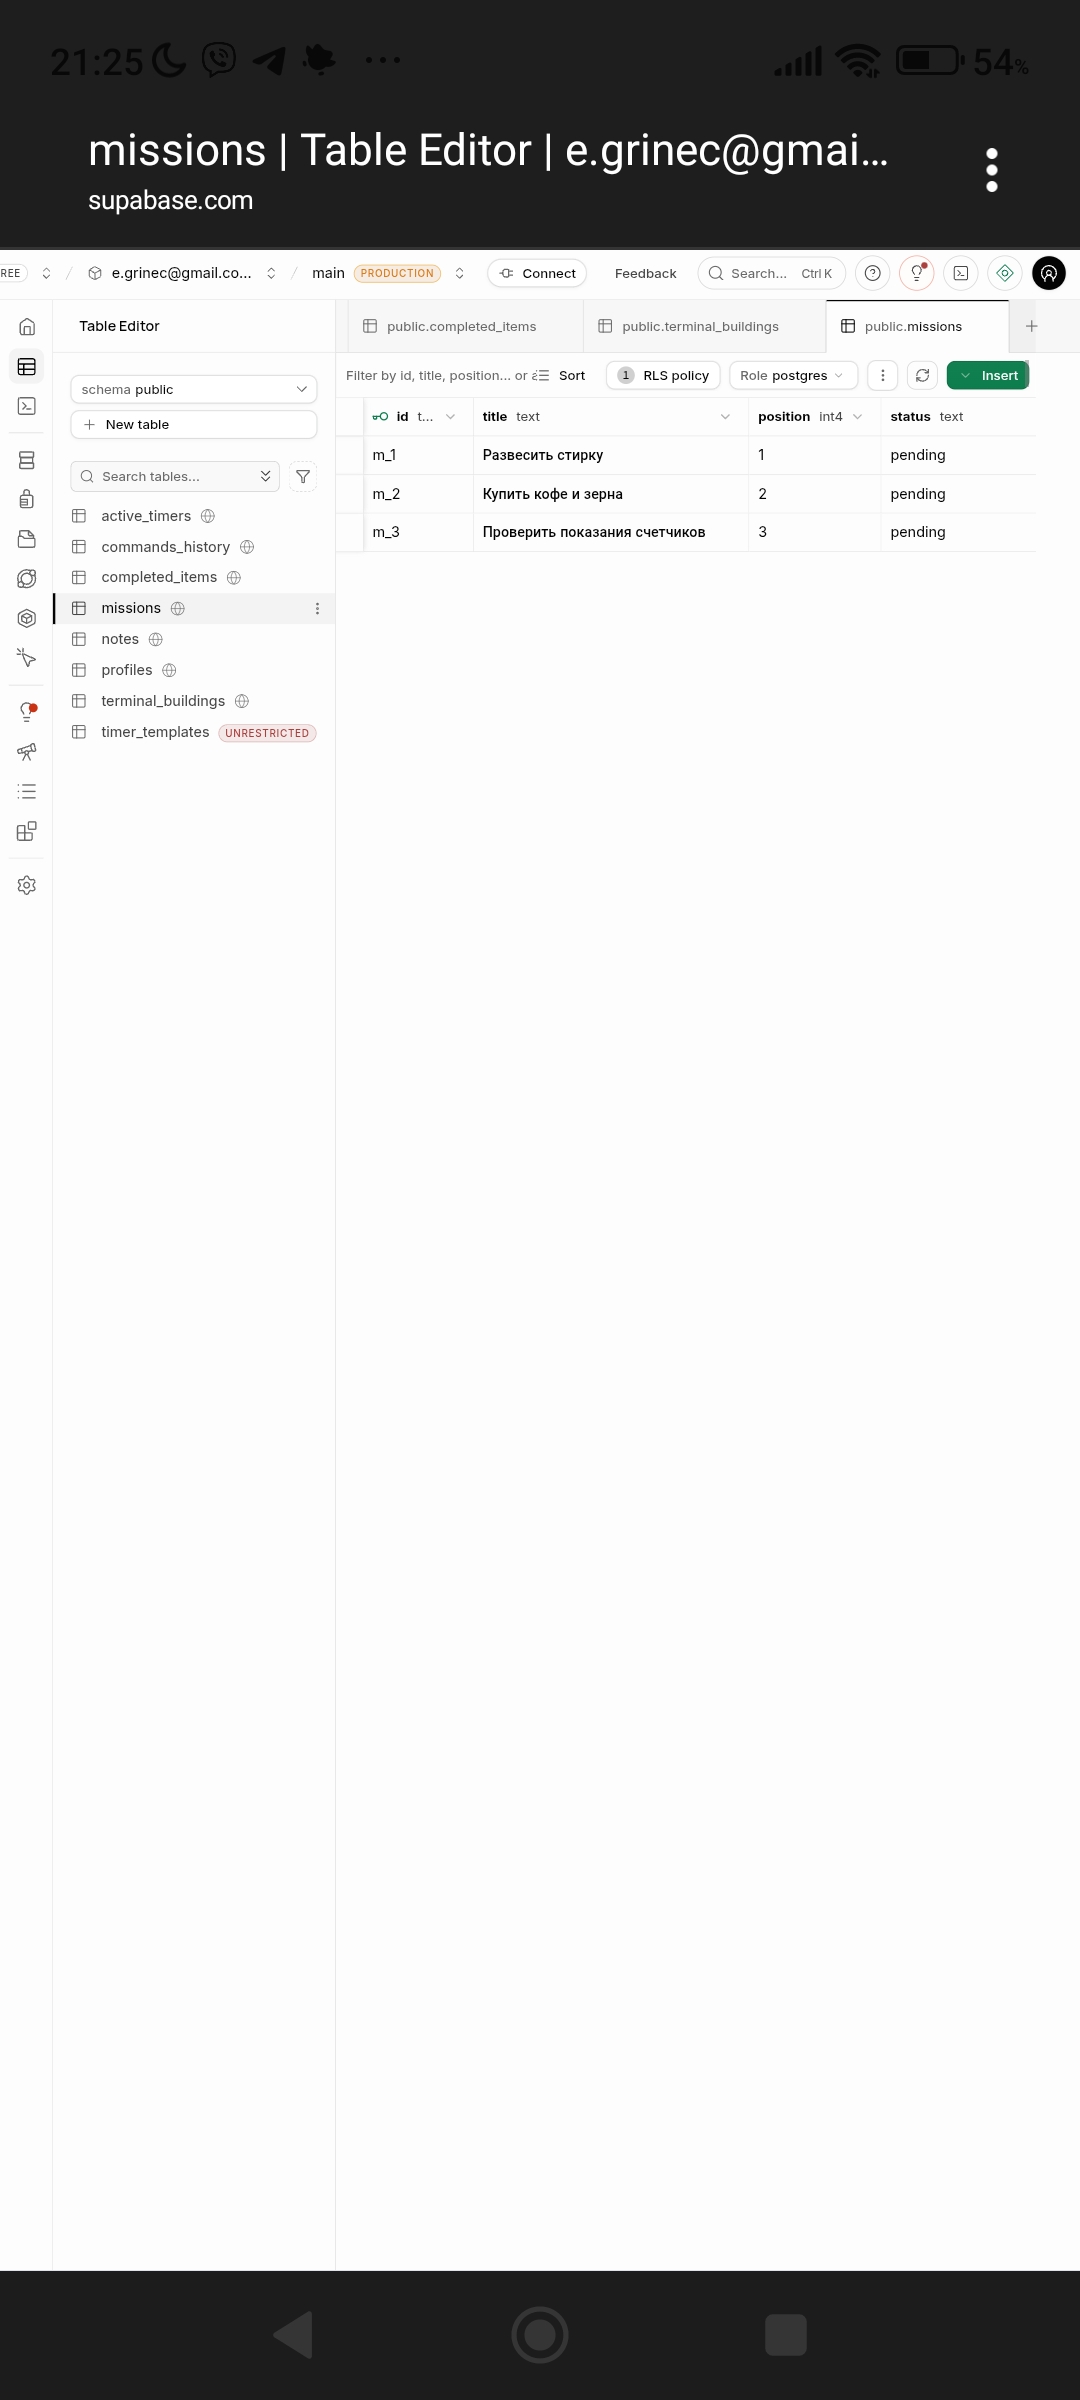 21:25 54%
missions | Table Editor | e.grinec@gmai...
supabase.com
REE / e.grinec@gmail.co... / main PRODUCTION Connect Feedback Search... Ctrl K
Table Editor
public.completed_items public.terminal_buildings public.missions
schema public
Filter by id, title, position... or Sort 1 RLS policy Role postgres Insert
New table
id t... title text position int4 status text
m_1 Развесить стирку 1 pending
Search tables...
m_2 Купить кофе и зерна 2 pending
m_3 Проверить показания счетчиков 3 pending
active_timers
commands_history
completed_items
missions
notes
profiles
terminal_buildings
timer_templates UNRESTRICTED